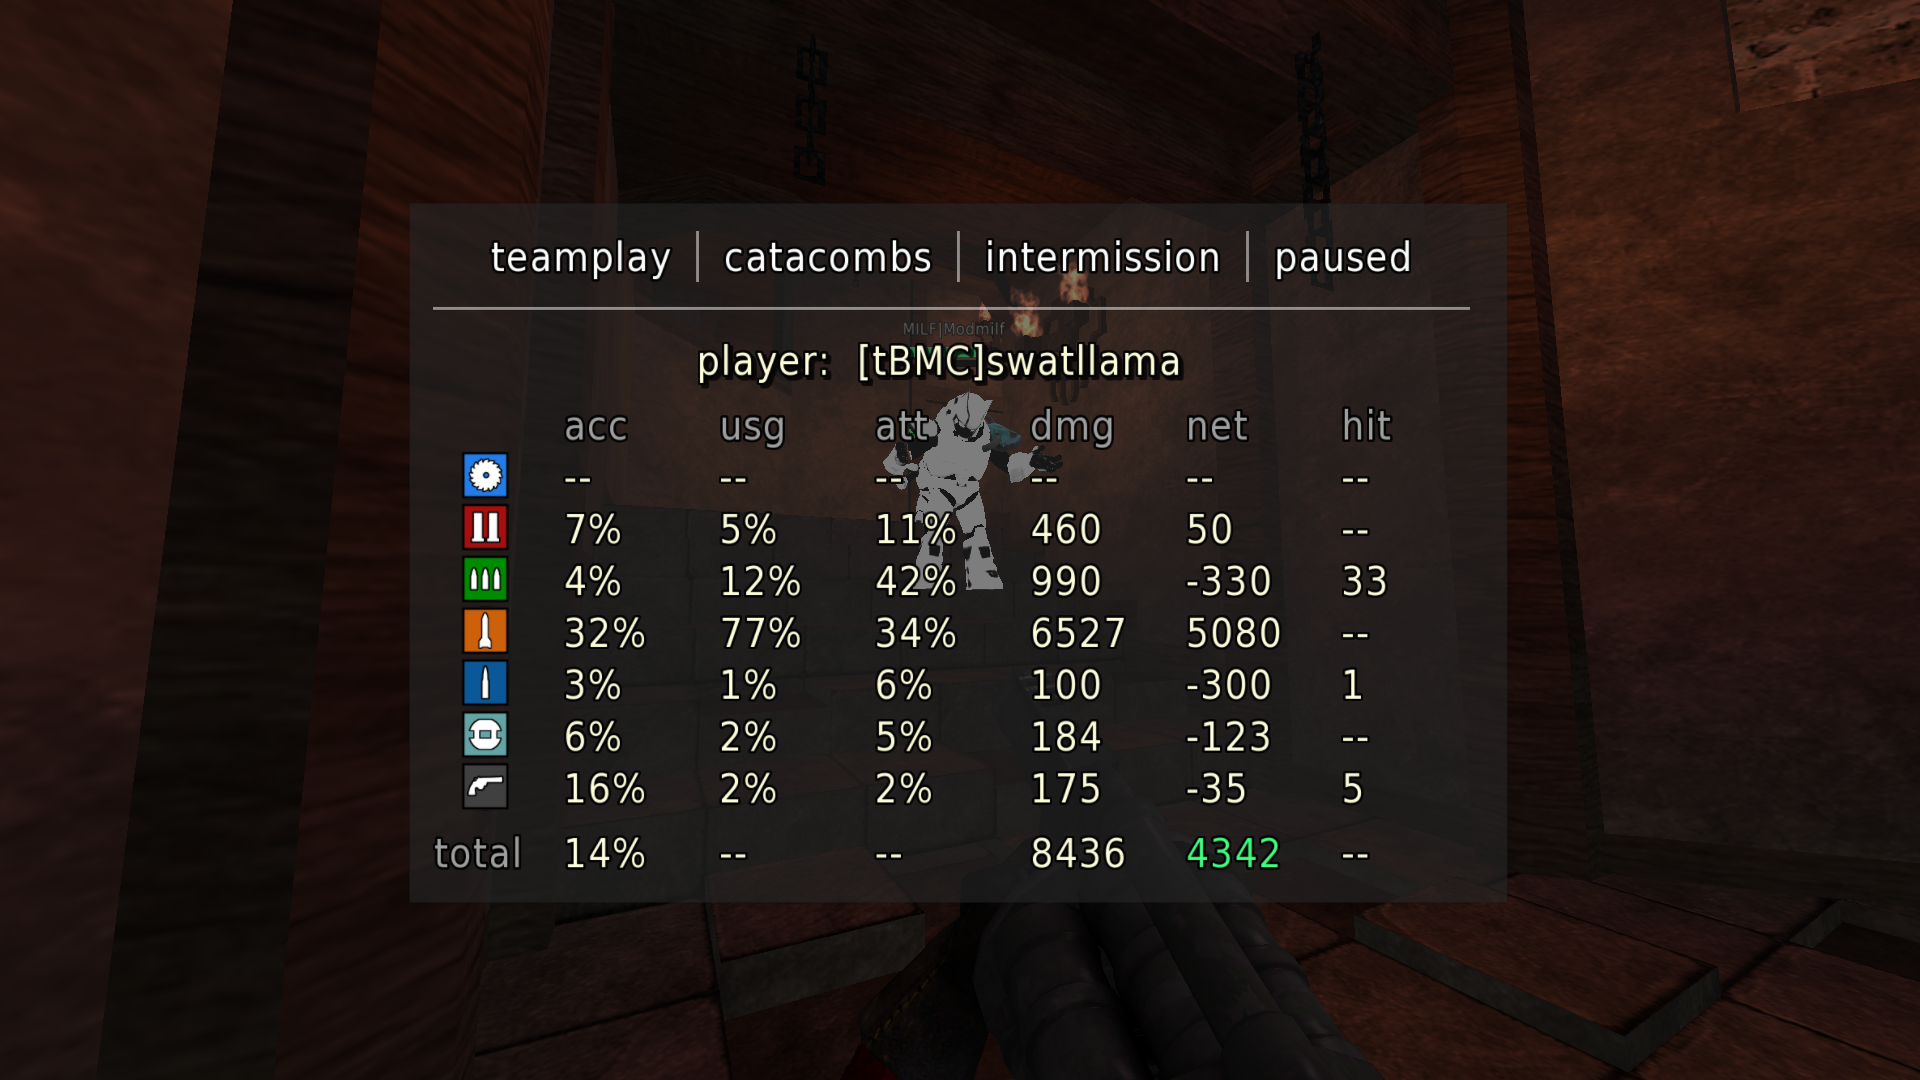 teamplay | catacombs | intermission | paused
MILF|Modmilf
player: [tBMC]swatllama
acc usg att dmg net hit
-- -- -- -- -- --
7% 5% 11% 460 50 --
4% 12% 42% 990 -330 33
32% 77% 34% 6527 5080 --
3% 1% 6% 100 -300 1
6% 2% 5% 184 -123 --
16% 2% 2% 175 -35 5
total 14% -- -- 8436 4342 --